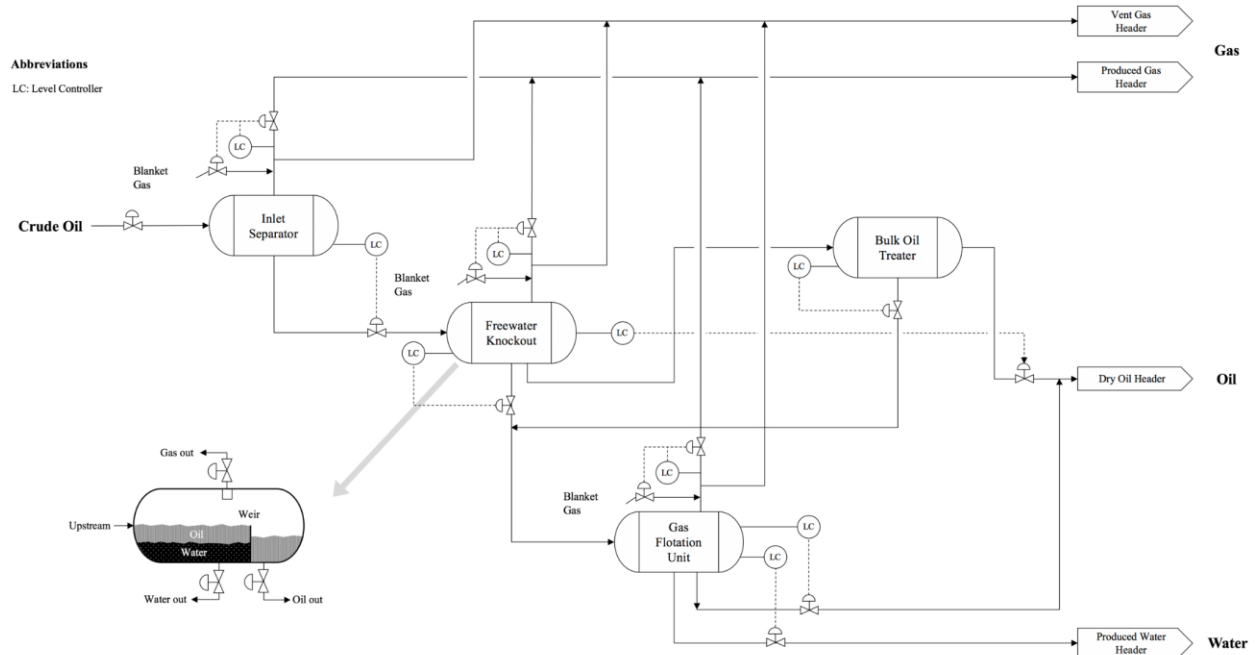 Vent Gas
Header
Gas
Abbreviations
Produced Gas
Header
LC: Level Controller
LC
Blanket
Gas
Crude Oil
Inlet
Separator
LC
LC
Bulk Oil
Treater
LC
Blanket
Gas
Freewater
Knockout
LC
LC
Dry Oil Header
Oil
Gas out
LC
Blanket
Gas
Upstream
Weir
Oil
Water
Gas
Flotation
Unit
LC
LC
Water out
Oil out
Produced Water
Header
Water